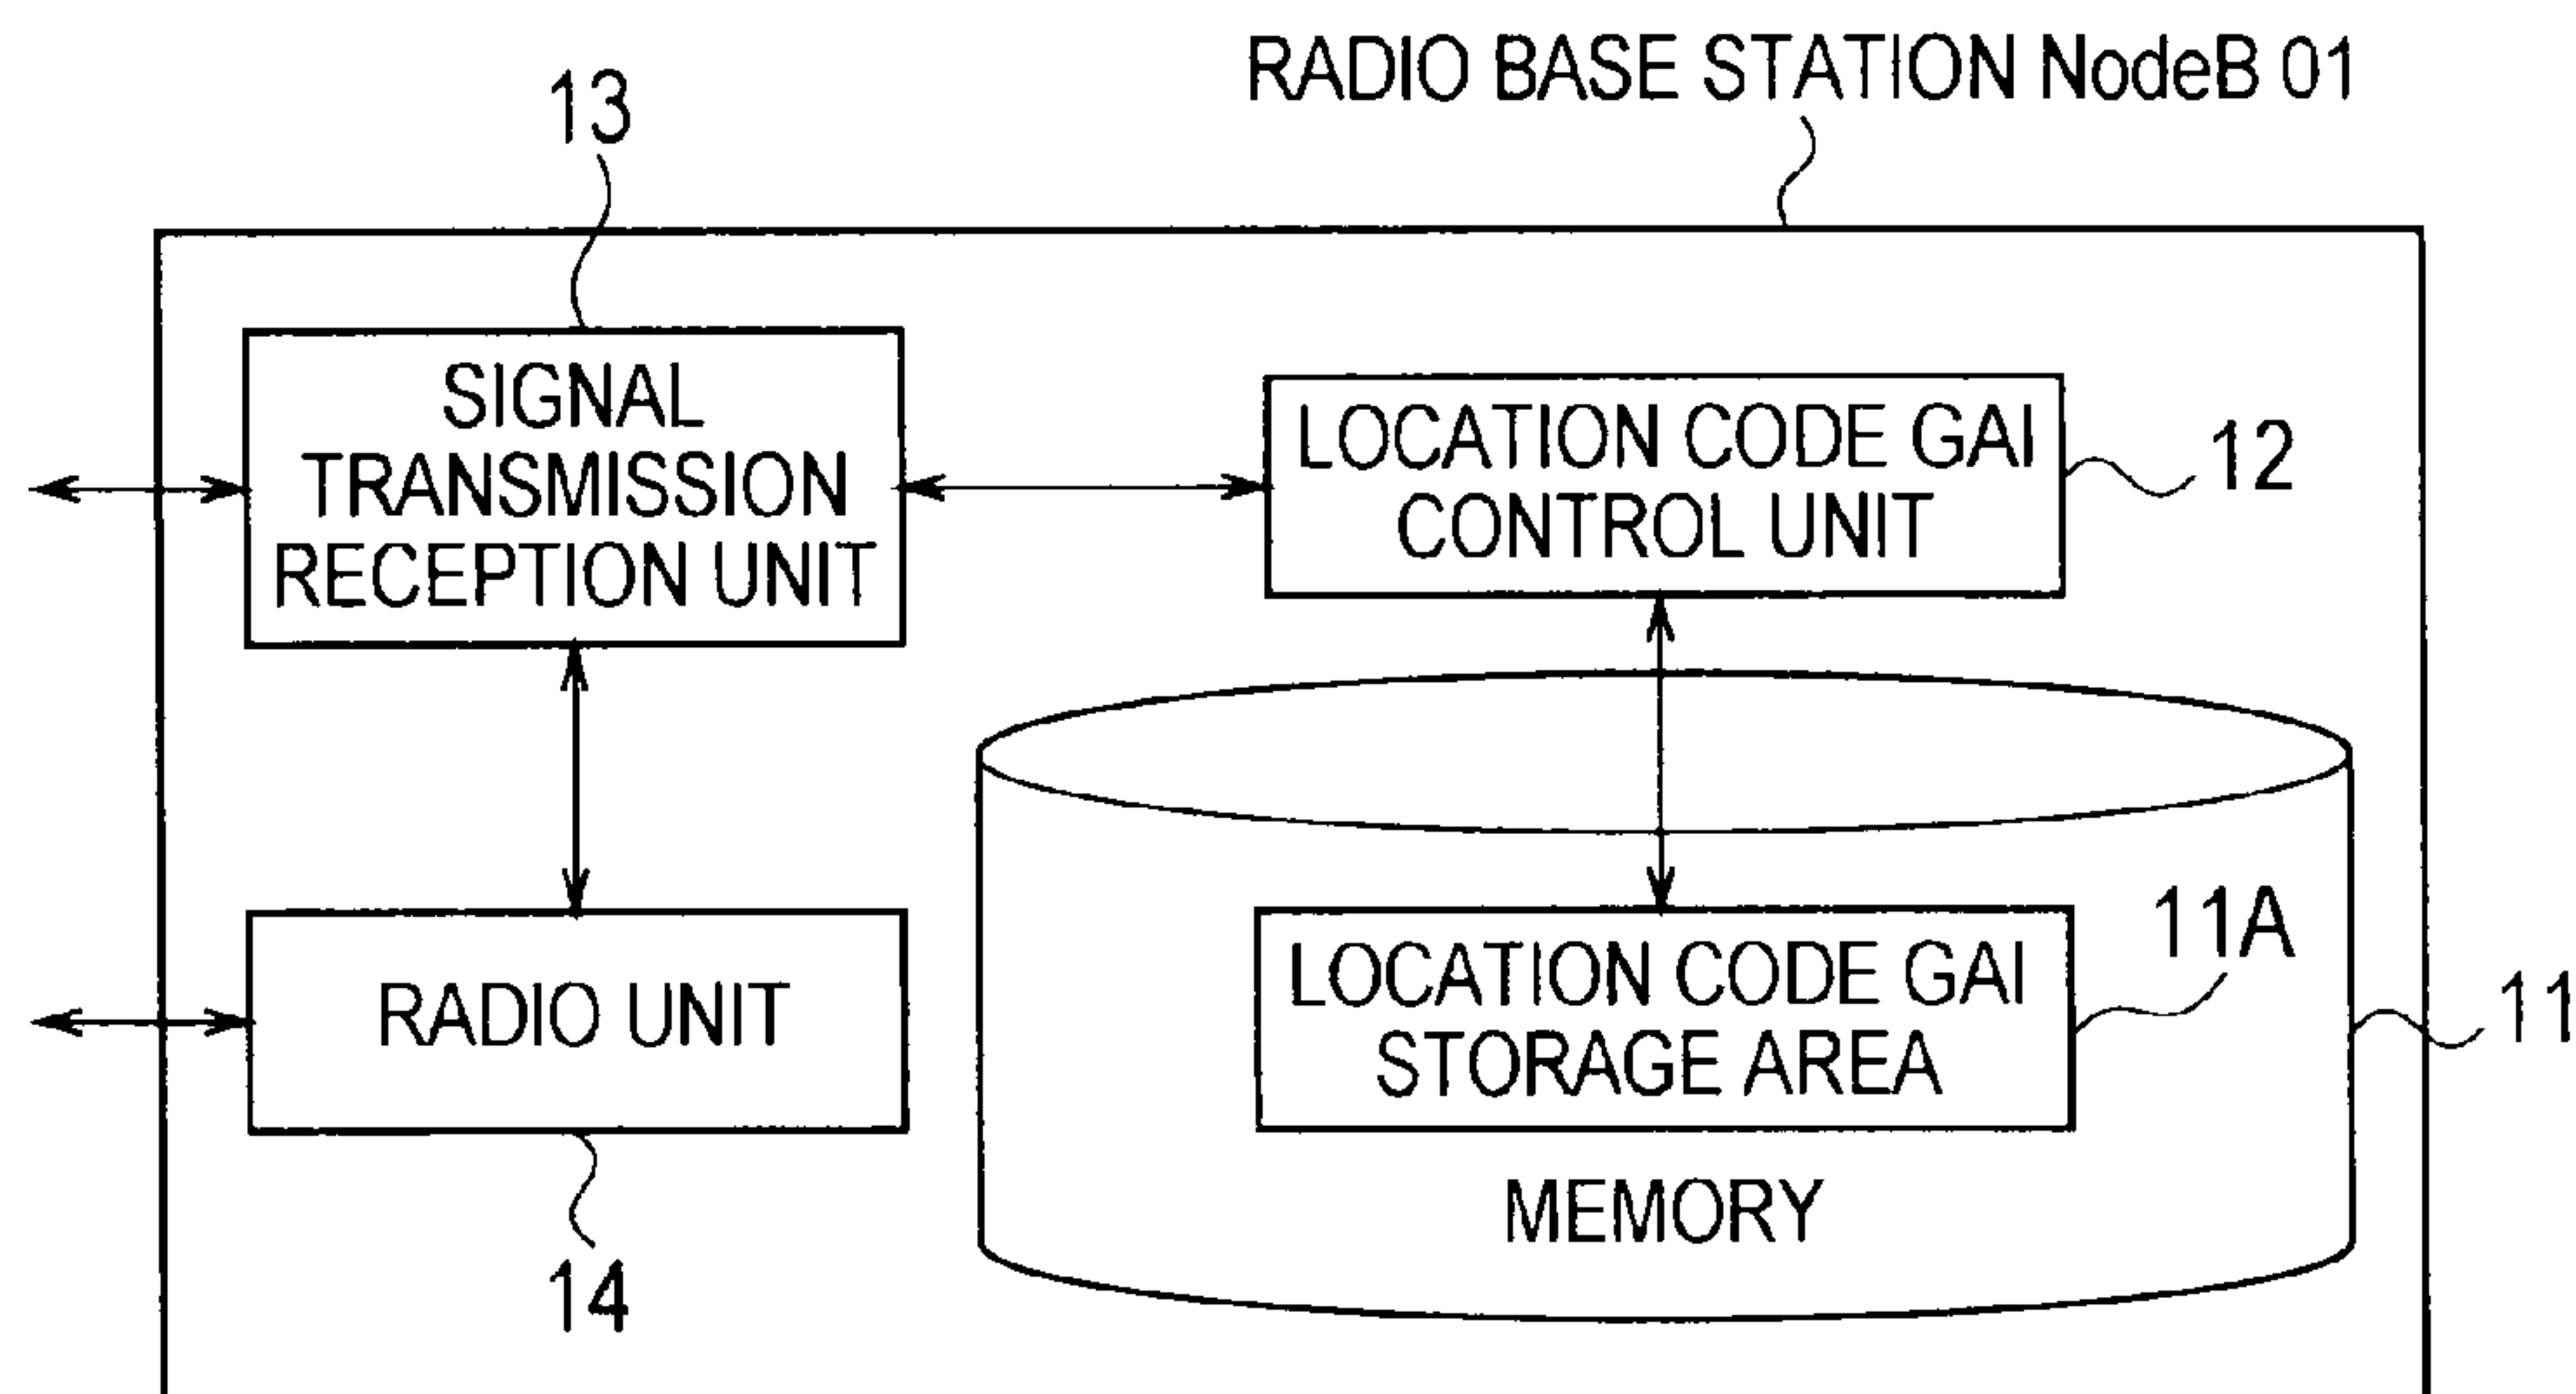 RADIO BASE STATION NodeB 01
13
SIGNAL
TRANSMISSION
RECEPTION UNIT
LOCATION CODE GAI
CONTROL UNIT
12
RADIO UNIT
14
LOCATION CODE GAI
STORAGE AREA
11A
11
MEMORY